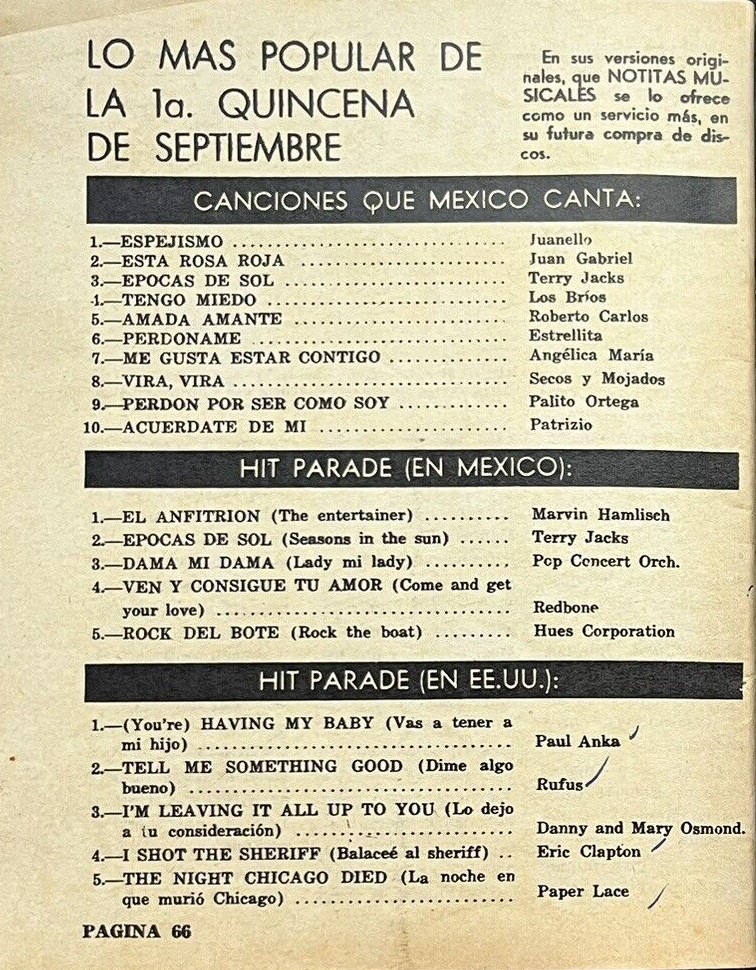 LO MAS POPULAR DE
LA 1a. QUINCENA
DE SEPTIEMBRE
En sus versiones origi-
nales, que NOTITAS MU-
SICALES se lo ofrece
como un servicio más, en
su futura compra de dis-
cos.
CANCIONES QUE MEXICO CANTA:
1.—ESPEJISMO .............................. Juanello
2.—ESTA ROSA ROJA ...................... Juan Gabriel
3.—EPOCAS DE SOL ........................ Terry Jacks
4.—TENGO MIEDO .......................... Los Bríos
5.—AMADA AMANTE ....................... Roberto Carlos
6.—PERDONAME ............................ Estrellita
7.—ME GUSTA ESTAR CONTIGO ............ Angélica María
8.—VIRA, VIRA .............................. Secos y Mojados
9.—PERDON POR SER COMO SOY ........... Palito Ortega
10.—ACUERDATE DE MI ................... Patrizio
HIT PARADE (EN MEXICO):
1.—EL ANFITRION (The entertainer) .......... Marvin Hamlisch
2.—EPOCAS DE SOL (Seasons in the sun) ...... Terry Jacks
3.—DAMA MI DAMA (Lady mi lady) .......... Pop Concert Orch.
4.—VEN Y CONSIGUE TU AMOR (Come and get
your love) ................................ Redbone
5.—ROCK DEL BOTE (Rock the boat) ......... Hues Corporation
HIT PARADE (EN EE.UU.):
1.—(You're) HAVING MY BABY (Vas a tener a
mi hijo) .................................. Paul Anka
2.—TELL ME SOMETHING GOOD (Dime algo
bueno) ................................... Rufus
3.—I'M LEAVING IT ALL UP TO YOU (Lo dejo
a tu consideración) ....................... Danny and Mary Osmond.
4.—I SHOT THE SHERIFF (Balaceé al sheriff) .. Eric Clapton
5.—THE NIGHT CHICAGO DIED (La noche en
que murió Chicago) ....................... Paper Lace
PAGINA 66